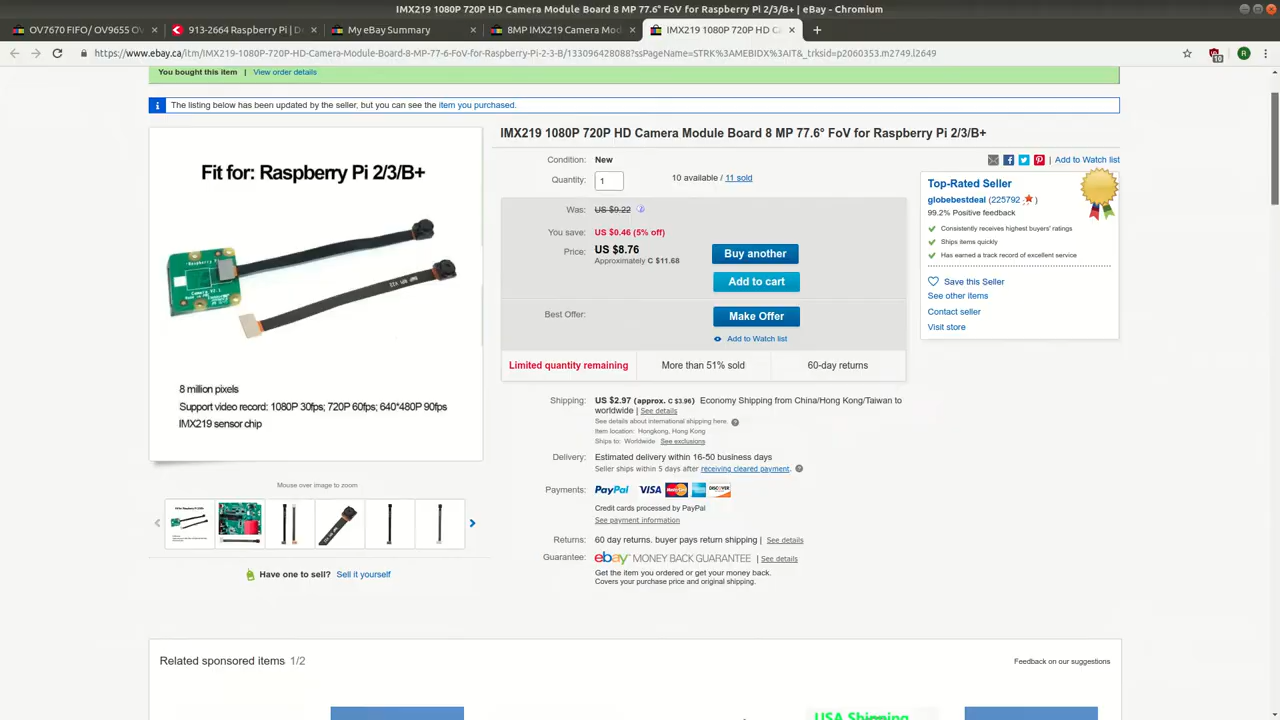 IMX219 1080P 720P HD Camera Module Board 8 MP 77.6° FoV for Raspberry Pi 2/3/B+ | eBay - Chromium
OV7670FIFO/ OV9655 OV
913-2664 Raspberry Pi | D
My eBay Summary
8MP IMX219 Camera Mod
IMX219 1080P 720P HD C
https://www.ebay.ca/itm/IMX219-1080P-720P-HD-Camera-Module-Board-8-MP-77-6-FoV-for-Raspberry-Pi-2-3-B/133096428088?ssPageName=STRK%3AMEBIDX%3AIT&_trksid=p2060353.m2749.l2649
10
R
You bought this item | View order details
The listing below has been updated by the seller, but you can see the item you purchased.
Fit for: Raspberry Pi 2/3/B+
8 million pixels
Support video record: 1080P 30fps; 720P 60fps; 640*480P 90fps
IMX219 sensor chip
Mouse over image to zoom
Have one to sell? Sell it yourself
IMX219 1080P 720P HD Camera Module Board 8 MP 77.6° FoV for Raspberry Pi 2/3/B+
Condition: New
| Add to Watch list
Quantity: 1 10 available / 11 sold
Was: US $9.22
You save: US $0.46 (5% off)
Price: US $8.76
Approximately C $11.68
Buy another
Add to cart
Best Offer:
Make Offer
Add to Watch list
Limited quantity remaining
More than 51% sold
60-day returns
Shipping: US $2.97 (approx. C $3.96) Economy Shipping from China/Hong Kong/Taiwan to
worldwide | See details
See details about international shipping here.
Item location: Hongkong, Hong Kong
Ships to: Worldwide See exclusions
Delivery: Estimated delivery within 16-50 business days
Seller ships within 5 days after receiving cleared payment.
Payments: PayPal VISA MasterCard DISCOVER
Credit cards processed by PayPal
See payment information
Returns: 60 day returns. buyer pays return shipping | See details
Guarantee: ebay MONEY BACK GUARANTEE | See details
Get the item you ordered or get your money back.
Covers your purchase price and original shipping.
Top-Rated Seller
globebestdeal (225792 )
99.2% Positive feedback
Consistently receives highest buyers' ratings
Ships items quickly
Has earned a track record of excellent service
Save this Seller
See other items
Contact seller
Visit store
Related sponsored items 1/2
Feedback on our suggestions
USA Shipping